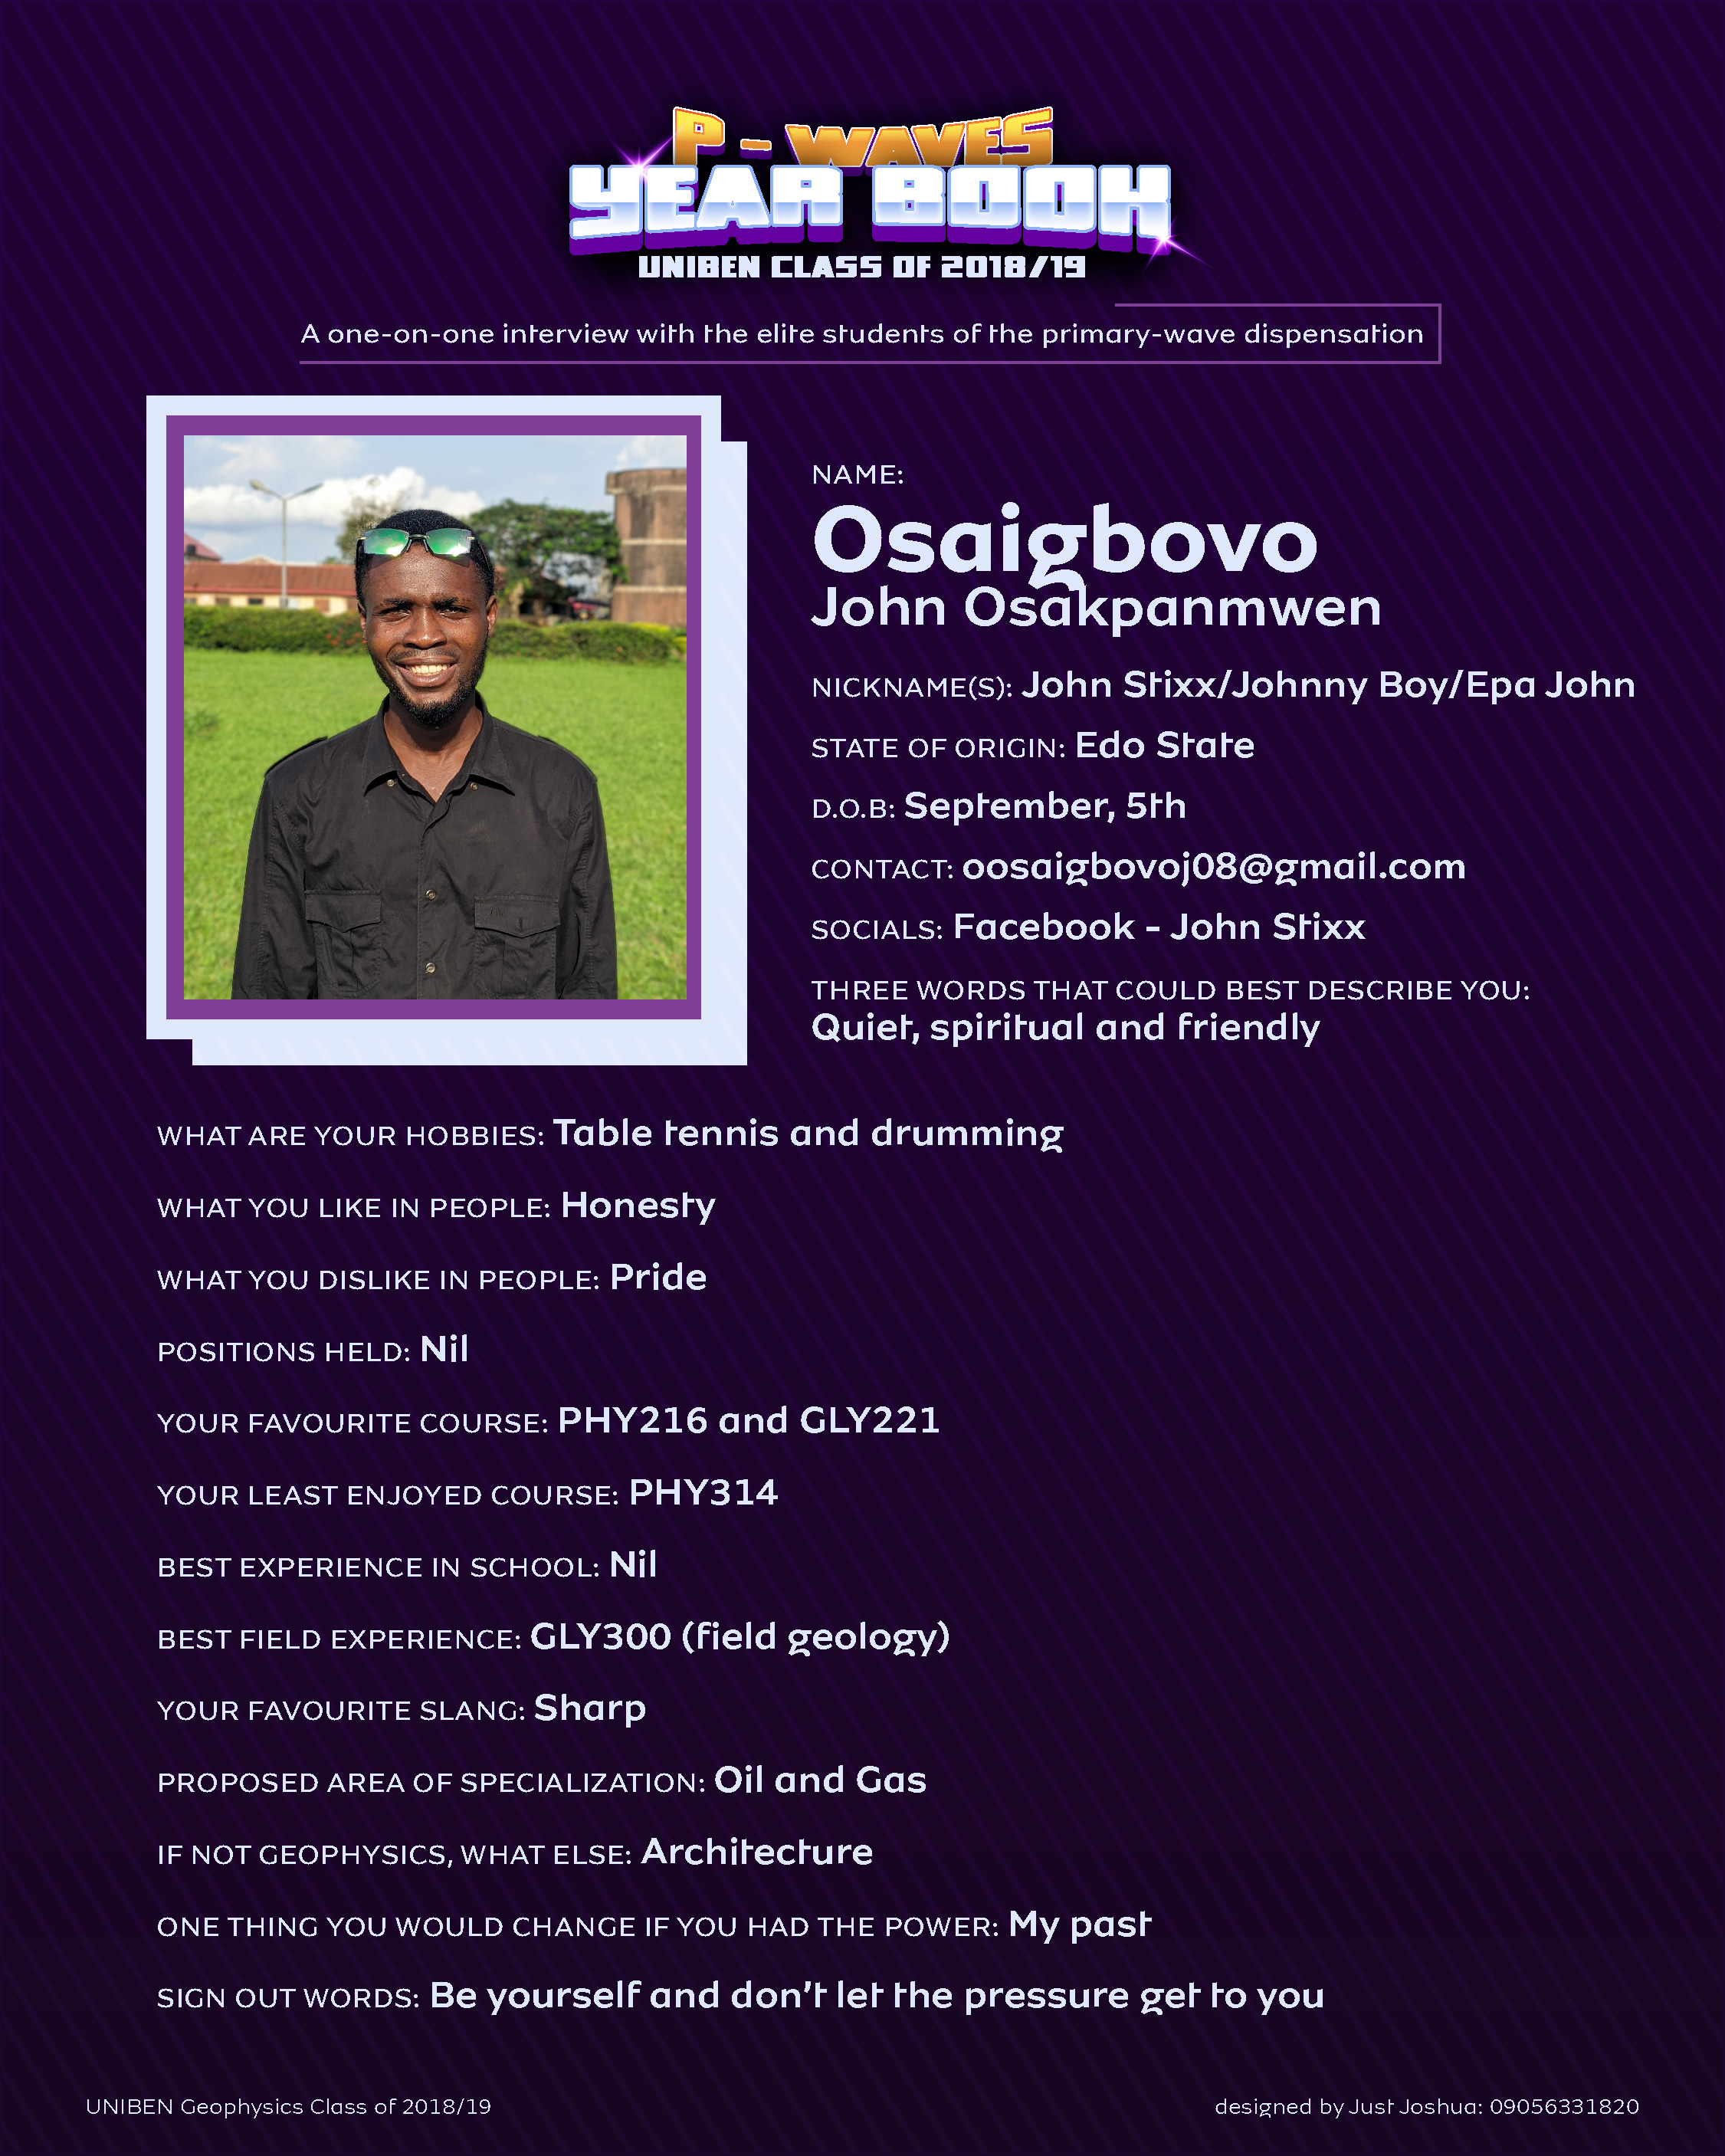 P - WAVES
YEAR BOOK
UNIBEN CLASS OF 2018/19
A one-on-one interview with the elite students of the primary-wave dispensation
NAME:
Osaigbovo
John Osakpanmwen
NICKNAME(S): John Stixx/Johnny Boy/Epa John
STATE OF ORIGIN: Edo State
D.O.B: September, 5th
CONTACT: oosaigbovoj08@gmail.com
SOCIALS: Facebook - John Stixx
THREE WORDS THAT COULD BEST DESCRIBE YOU:
Quiet, spiritual and friendly
WHAT ARE YOUR HOBBIES: Table tennis and drumming
WHAT YOU LIKE IN PEOPLE: Honesty
WHAT YOU DISLIKE IN PEOPLE: Pride
POSITIONS HELD: Nil
YOUR FAVOURITE COURSE: PHY216 and GLY221
YOUR LEAST ENJOYED COURSE: PHY314
BEST EXPERIENCE IN SCHOOL: Nil
BEST FIELD EXPERIENCE: GLY300 (field geology)
YOUR FAVOURITE SLANG: Sharp
PROPOSED AREA OF SPECIALIZATION: Oil and Gas
IF NOT GEOPHYSICS, WHAT ELSE: Architecture
ONE THING YOU WOULD CHANGE IF YOU HAD THE POWER: My past
SIGN OUT WORDS: Be yourself and don't let the pressure get to you
UNIBEN Geophysics Class of 2018/19
designed by Just Joshua: 09056331820